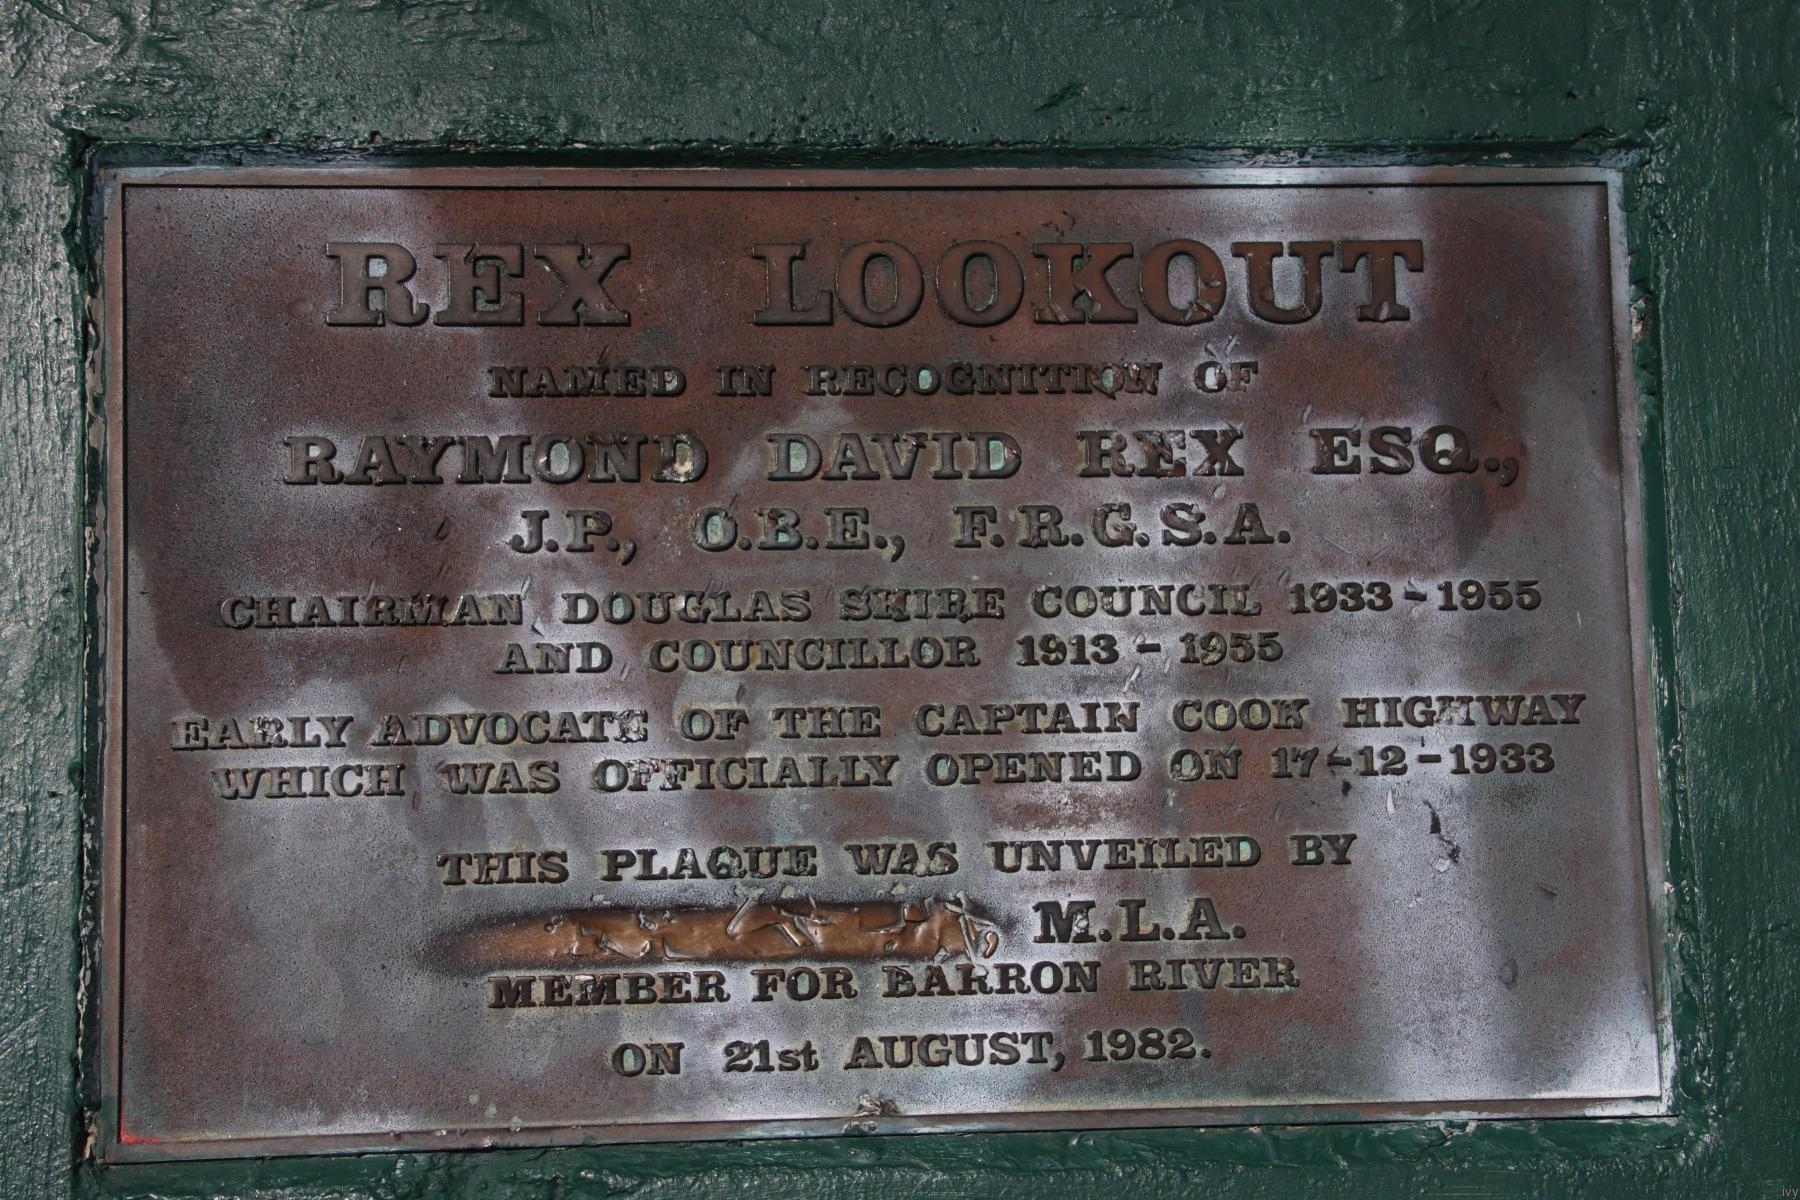 REX LOOKOUT
NAMED IN RECOGNITION OF
RAYMOND DAVID REX ESQ.,
J.P., O.B.E., F.R.G.S.A.
CHAIRMAN DOUGLAS SHIRE COUNCIL 1933-1955
AND COUNCILLOR 1913-1955
EARLY ADVOCATE OF THE CAPTAIN COOK HIGHWAY
WHICH WAS OFFICIALLY OPENED ON 17-12-1933
THIS PLAQUE WAS UNVEILED BY
M.L.A.
MEMBER FOR BARRON RIVER
ON 21st AUGUST, 1982.